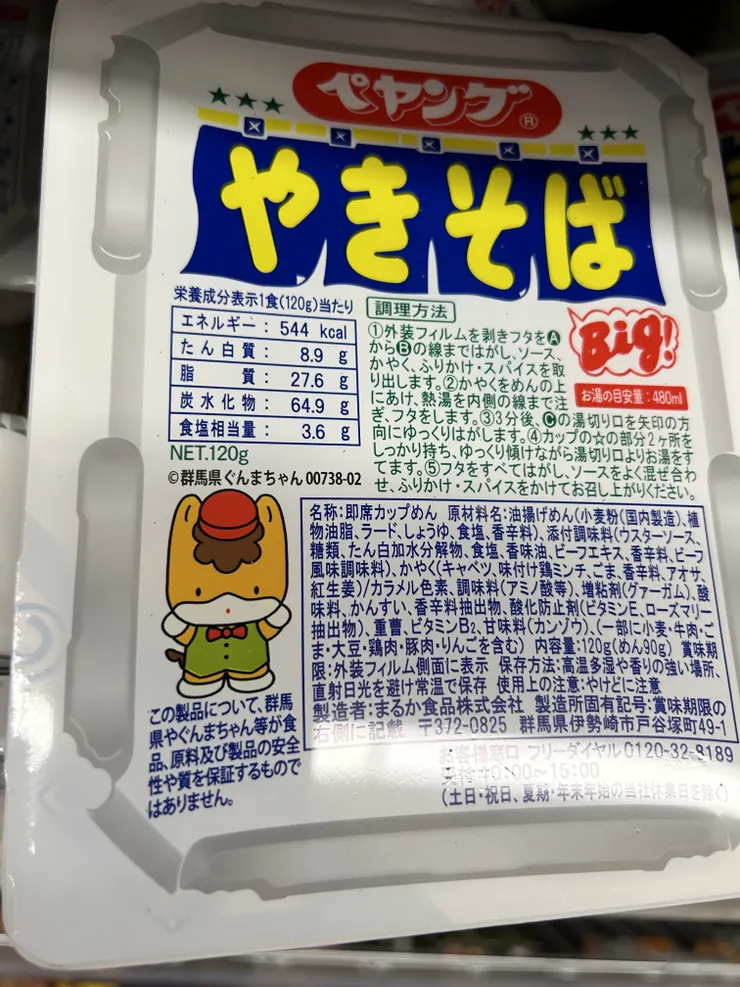 ペヤング®
やきそば
Big!
お湯の目安量:480ml
栄養成分表示1食(120g)当たり
エネルギー: 544 kcal
たん白質: 8.9 g
脂質: 27.6 g
炭水化物: 64.9 g
食塩相当量: 3.6 g
NET.120g
©群馬県ぐんまちゃん 00738-02
調理方法
①外装フィルムを剥きフタをA
からBの線まではがし、ソース、
かやく、ふりかけ・スパイスを取
り出します。②かやくをめんの上
にあけ、熱湯を内側の線まで注
ぎ、フタをします。③3分後、Cの湯切り口を矢印の方
向にゆっくりはがします。④カップの☆の部分2ヶ所を
しっかり持ち、ゆっくり傾けながら湯切り口よりお湯をす
てます。⑤フタをすべてはがし、ソースをよく混ぜ合わ
せ、ふりかけ・スパイスをかけてお召し上がりください。
名称:即席カップめん 原材料名:油揚げめん(小麦粉(国内製造)、植
物油脂、ラード、しょうゆ、食塩、香辛料)、添付調味料(ウスターソース、
糖類、たん白加水分解物、食塩、香味油、ビーフエキス、香辛料、ビーフ
風味調味料)、かやく(キャベツ、味付け鶏ミンチ、ごま、香辛料、アオサ、
紅生姜)/カラメル色素、調味料(アミノ酸等)、増粘剤(グァーガム)、酸
味料、かんすい、香辛料抽出物、酸化防止剤(ビタミンE、ローズマリー
抽出物)、重曹、ビタミンB₂、甘味料(カンゾウ)、(一部に小麦・牛肉・ご
ま・大豆・鶏肉・豚肉・りんごを含む) 内容量:120g(めん90g) 賞味期
限:外装フィルム側面に表示 保存方法:高温多湿や香りの強い場所、
直射日光を避け常温で保存 使用上の注意:やけどに注意
製造者:まるか食品株式会社 製造所固有記号:賞味期限の
右側に記載 〒372-0825 群馬県伊勢崎市戸谷塚町49-1
お客様窓口 フリーダイヤル0120-32-8189
(土日・祝日、夏期・年末年始の当社休業日を除く)
この製品について、群馬
県やぐんまちゃん等が食
品、原料及び製品の安全
性や質を保証するもので
はありません。